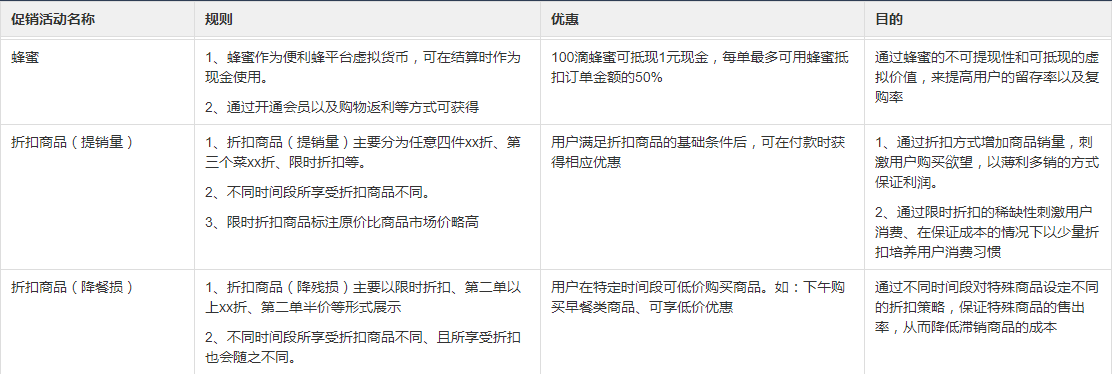 促销活动名称
规则
优惠
目的
蜂蜜
1、蜂蜜作为便利蜂平台虚拟货币，可在结算时作为
现金使用。
2、通过开通会员以及购物返利等方式可获得
100滴蜂蜜可抵现1元现金，每单最多可用蜂蜜抵
扣订单金额的50%
通过蜂蜜的不可提现性和可抵现的虚
拟价值，来提高用户的留存率以及复
购率
折扣商品（提销量）
1、折扣商品（提销量）主要分为任意四件xx折、第
三个菜xx折、限时折扣等。
2、不同时间段所享受折扣商品不同。
3、限时折扣商品标注原价比商品市场价略高
用户满足折扣商品的基础条件后，可在付款时获
得相应优惠
1、通过折扣方式增加商品销量，刺
激用户购买欲望，以薄利多销的方式
保证利润。
2、通过限时折扣的稀缺性刺激用户
消费、在保证成本的情况下以少量折
扣培养用户消费习惯
折扣商品（降餐损）
1、折扣商品（降残损）主要以限时折扣、第二单以
上xx折、第二单半价等形式展示
2、不同时间段所享受折扣商品不同、且所享受折扣
也会随之不同。
用户在特定时间段可低价购买商品。如：下午购
买早餐类商品、可享低价优惠
通过不同时间段对特殊商品设定不同
的折扣策略，保证特殊商品的售出
率，从而降低滞销商品的成本